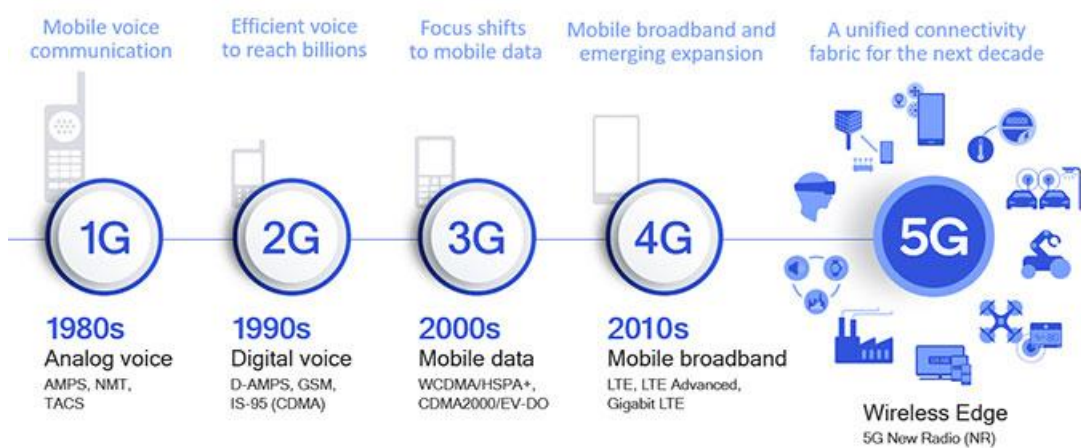 Mobile voice
communication
Efficient voice
to reach billions
Focus shifts
to mobile data
Mobile broadband and
emerging expansion
A unified connectivity
fabric for the next decade
1G
2G
3G
4G
5G
1980s
Analog voice
AMPS, NMT,
TACS
1990s
Digital voice
D-AMPS, GSM,
IS-95 (CDMA)
2000s
Mobile data
WCDMA/HSPA+,
CDMA2000/EV-DO
2010s
Mobile broadband
LTE, LTE Advanced,
Gigabit LTE
Wireless Edge
5G New Radio (NR)